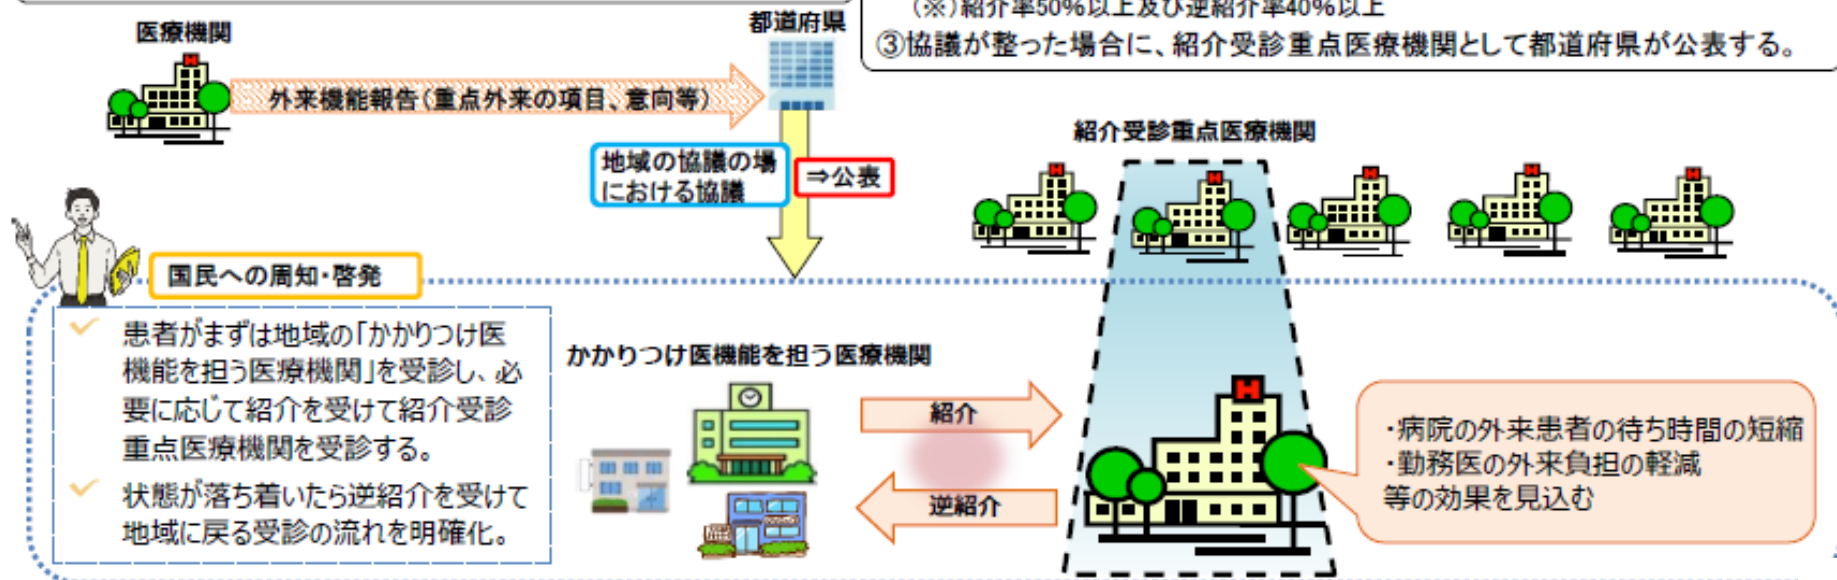 (※)紹介率50%以上及び逆紹介率40%以上
③協議が整った場合に、紹介受診重点医療機関として都道府県が公表する。
医療機関
都道府県
外来機能報告(重点外来の項目、意向等)
地域の協議の場
における協議
⇒公表
紹介受診重点医療機関
国民への周知・啓発
患者がまずは地域の「かかりつけ医
機能を担う医療機関」を受診し、必
要に応じて紹介を受けて紹介受診
重点医療機関を受診する。
状態が落ち着いたら逆紹介を受けて
地域に戻る受診の流れを明確化。
かかりつけ医機能を担う医療機関
紹介
逆紹介
・病院の外来患者の待ち時間の短縮
・勤務医の外来負担の軽減
等の効果を見込む